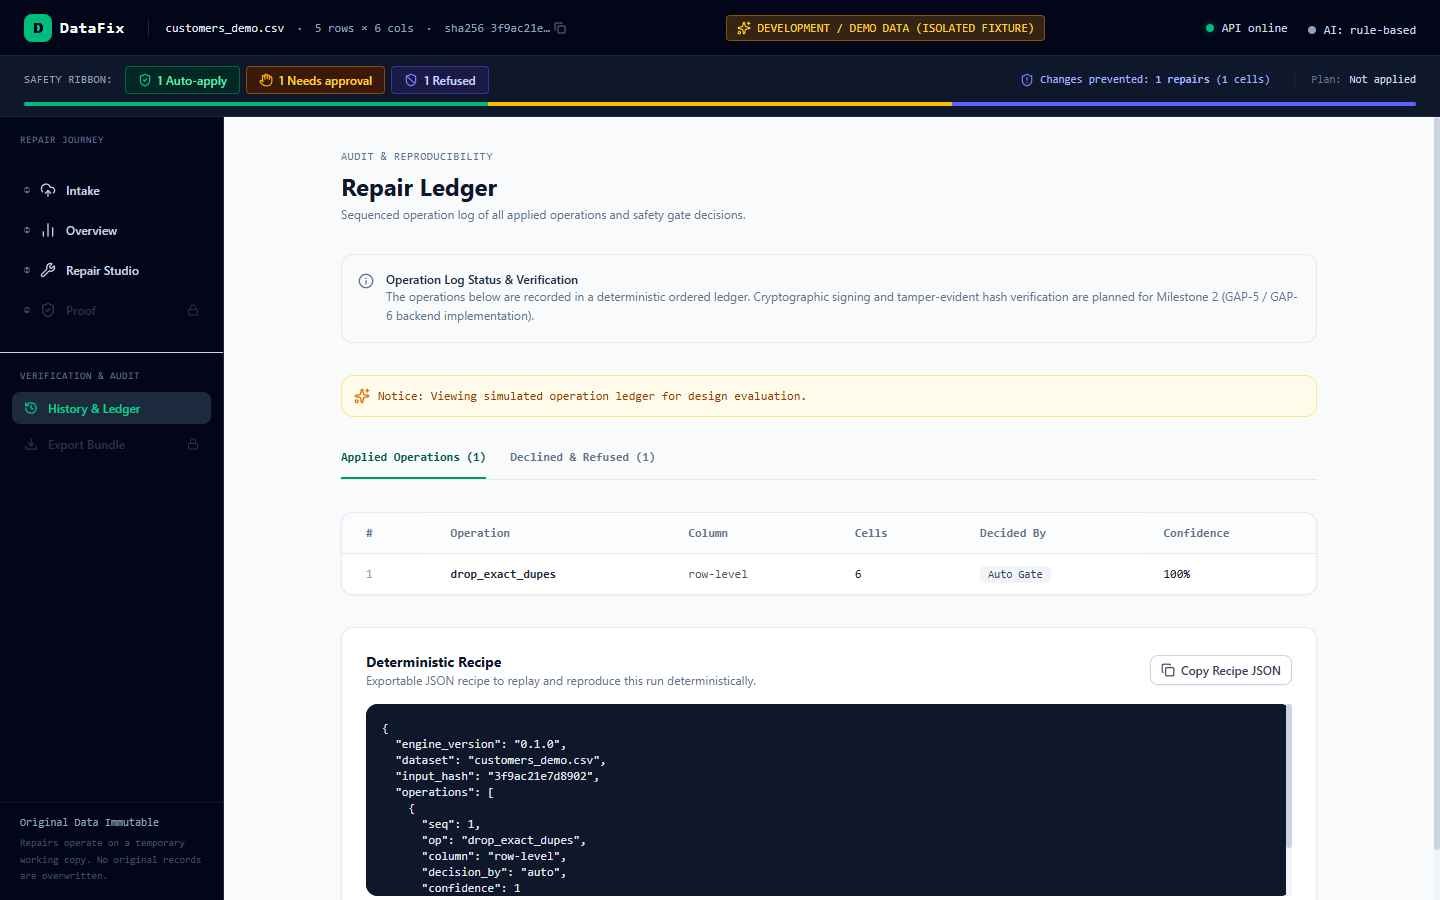 D DataFix customers_demo.csv · 5 rows × 6 cols · sha256 3f9ac21e… DEVELOPMENT / DEMO DATA (ISOLATED FIXTURE) API online AI: rule-based
SAFETY RIBBON: 1 Auto-apply 1 Needs approval 1 Refused Changes prevented: 1 repairs (1 cells) Plan: Not applied
REPAIR JOURNEY
Intake
Overview
Repair Studio
Proof
VERIFICATION & AUDIT
History & Ledger
Export Bundle
Original Data Immutable
Repairs operate on a temporary
working copy. No original records
are overwritten.
AUDIT & REPRODUCIBILITY
Repair Ledger
Sequenced operation log of all applied operations and safety gate decisions.
Operation Log Status & Verification
The operations below are recorded in a deterministic ordered ledger. Cryptographic signing and tamper-evident hash verification are planned for Milestone 2 (GAP-5 / GAP-
6 backend implementation).
Notice: Viewing simulated operation ledger for design evaluation.
Applied Operations (1) Declined & Refused (1)
# Operation Column Cells Decided By Confidence
1 drop_exact_dupes row-level 6 Auto Gate 100%
Deterministic Recipe
Exportable JSON recipe to replay and reproduce this run deterministically.
Copy Recipe JSON
{
"engine_version": "0.1.0",
"dataset": "customers_demo.csv",
"input_hash": "3f9ac21e7d8902",
"operations": [
{
"seq": 1,
"op": "drop_exact_dupes",
"column": "row-level",
"decision_by": "auto",
"confidence": 1